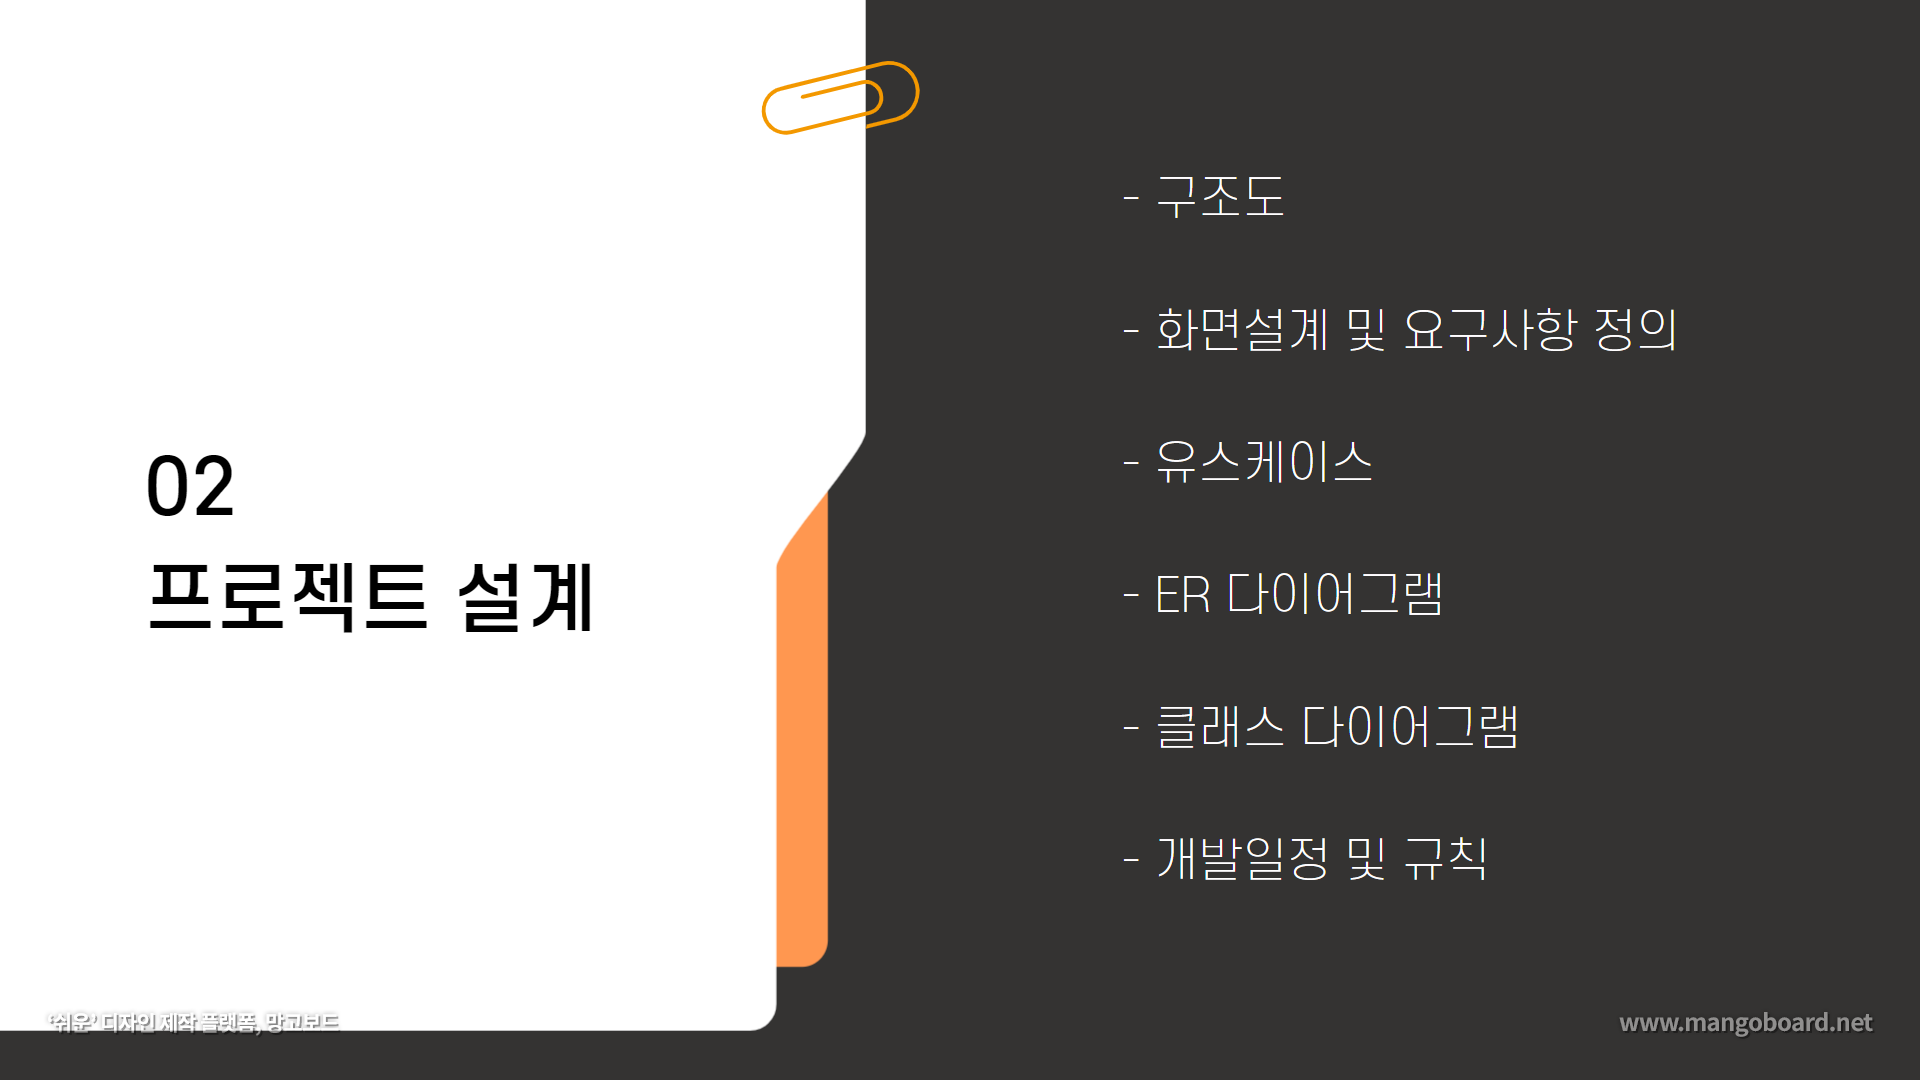 02
프로젝트 설계
- 구조도
- 화면설계 및 요구사항 정의
- 유스케이스
- ER 다이어그램
- 클래스 다이어그램
- 개발일정 및 규칙
‘쉬운’ 디자인 제작 플랫폼, 망고보드
www.mangoboard.net